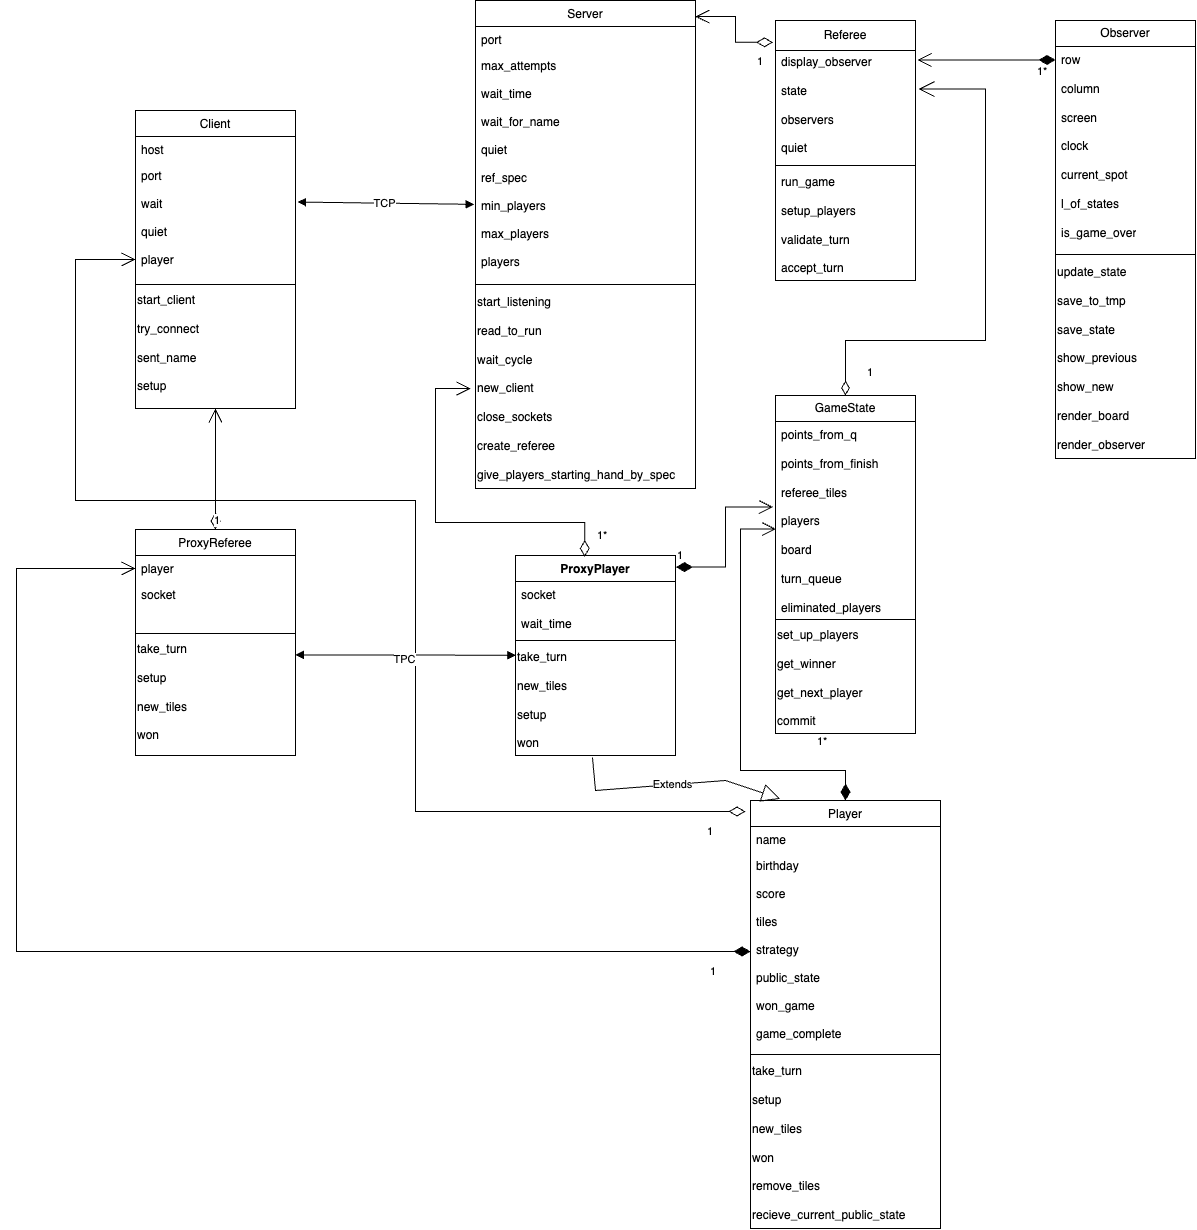 Server
port
max_attempts
wait_time
wait_for_name
quiet
ref_spec
min_players
max_players
players
start_listening
read_to_run
wait_cycle
new_client
close_sockets
create_referee
give_players_starting_hand_by_spec
1
Referee
display_observer
state
observers
quiet
run_game
setup_players
validate_turn
accept_turn
1*
Observer
row
column
screen
clock
current_spot
l_of_states
is_game_over
update_state
save_to_tmp
save_state
show_previous
show_new
render_board
render_observer
Client
host
port
wait
quiet
player
start_client
try_connect
sent_name
setup
TCP
1
GameState
points_from_q
points_from_finish
referee_tiles
players
board
turn_queue
eliminated_players
set_up_players
get_winner
get_next_player
commit
1*
1
ProxyReferee
player
socket
take_turn
setup
new_tiles
won
TPC
1*
1
ProxyPlayer
socket
wait_time
take_turn
new_tiles
setup
won
Extends
1
1
Player
name
birthday
score
tiles
strategy
public_state
won_game
game_complete
take_turn
setup
new_tiles
won
remove_tiles
recieve_current_public_state